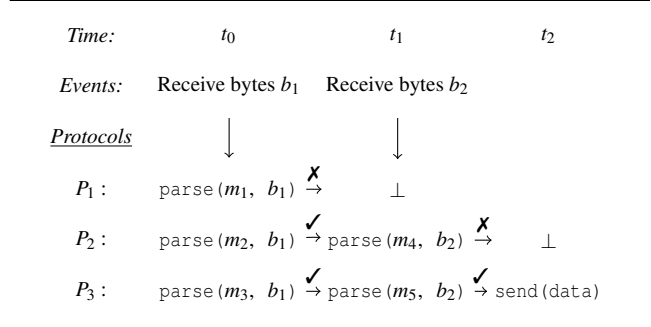 Time: t₀ t₁ t₂
Events: Receive bytes b₁ Receive bytes b₂
Protocols
P₁ : parse(m₁, b₁) ✗→ ⊥
P₂ : parse(m₂, b₁) ✓→ parse(m₄, b₂) ✗→ ⊥
P₃ : parse(m₃, b₁) ✓→ parse(m₅, b₂) ✓→ send(data)